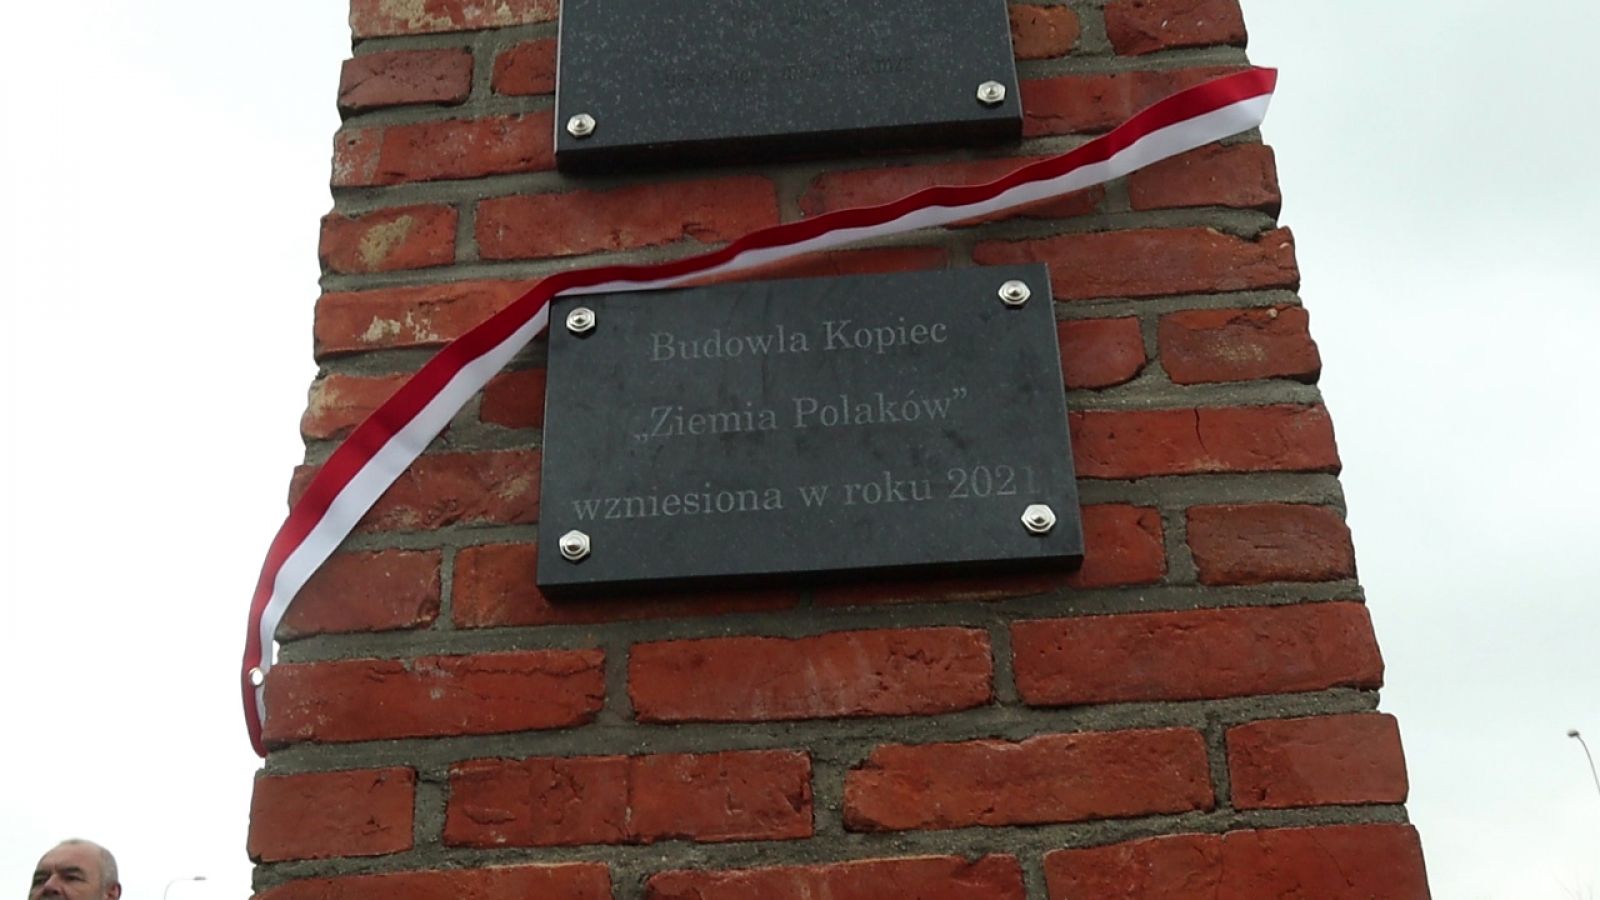 Budowla Kopiec
„Ziemia Polaków”
wzniesiona w roku 2021